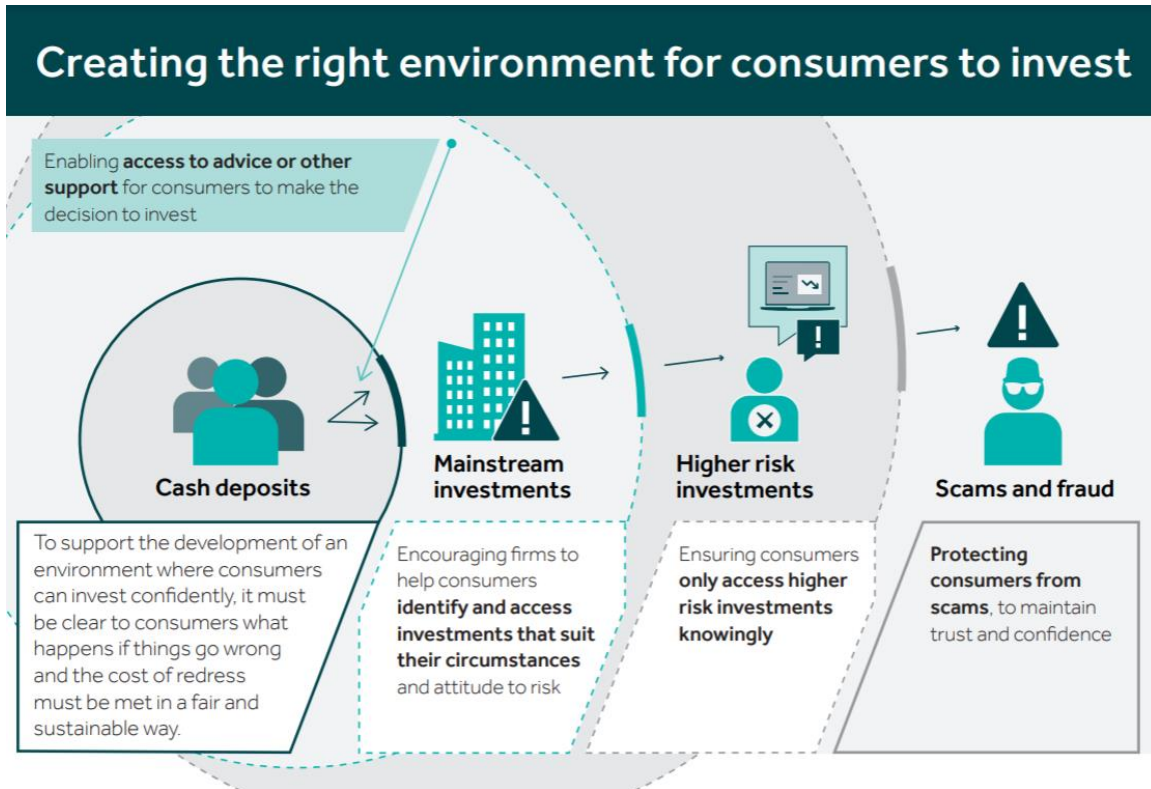 Creating the right environment for consumers to invest
Enabling access to advice or other
support for consumers to make the
decision to invest
Cash deposits
Mainstream
investments
Higher risk
investments
Scams and fraud
To support the development of an
environment where consumers
can invest confidently, it must
be clear to consumers what
happens if things go wrong
and the cost of redress
must be met in a fair and
sustainable way.
Encouraging firms to
help consumers
identify and access
investments that suit
their circumstances
and attitude to risk
Ensuring consumers
only access higher
risk investments
knowingly
Protecting
consumers from
scams, to maintain
trust and confidence